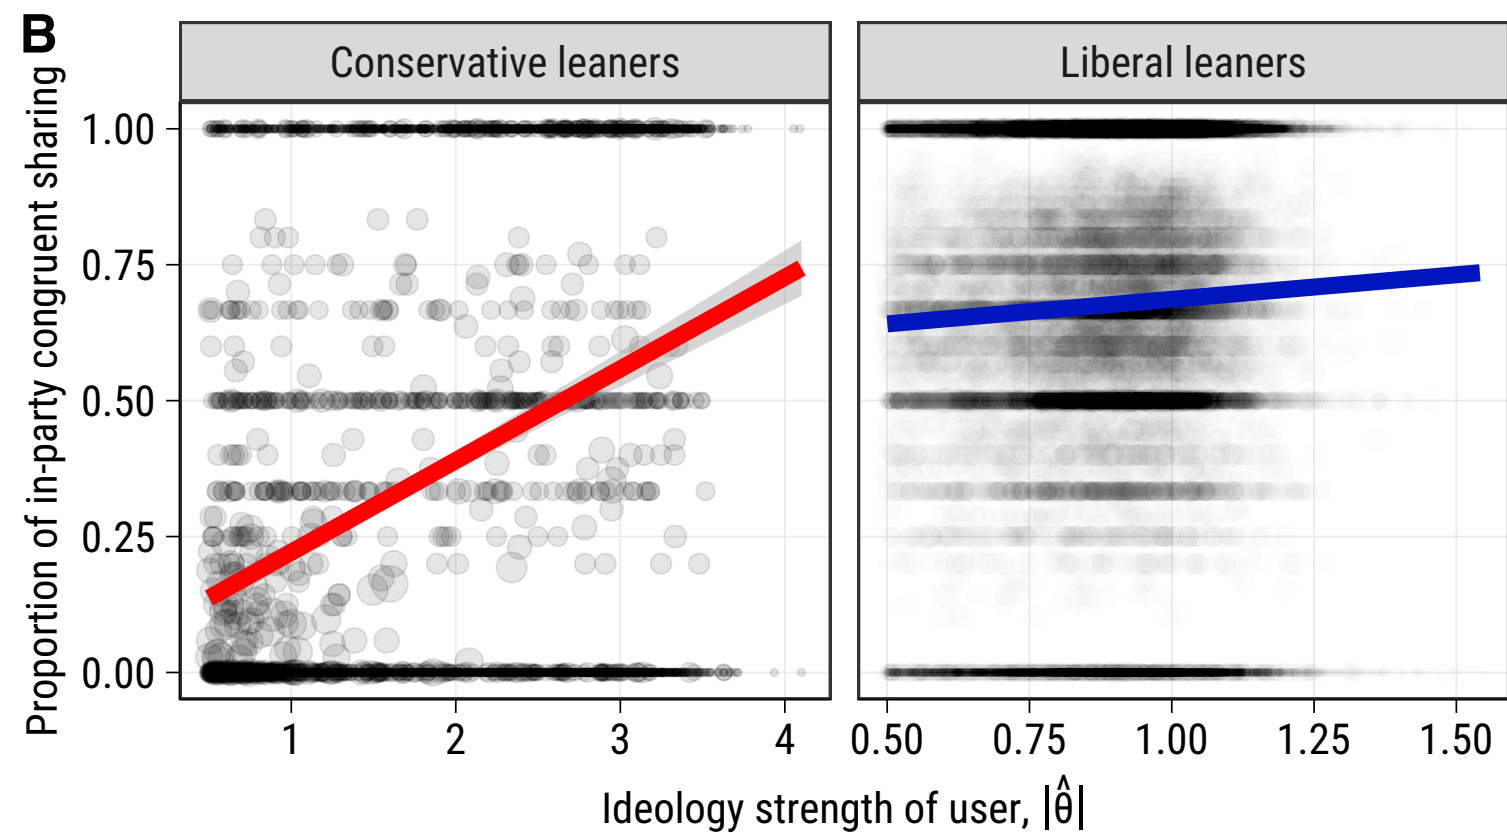 B
Conservative leaners
Liberal leaners
Proportion of in-party congruent sharing
1.00
0.75
0.50
0.25
0.00
1 2 3 4
0.50 0.75 1.00 1.25 1.50
Ideology strength of user, |θ̂|